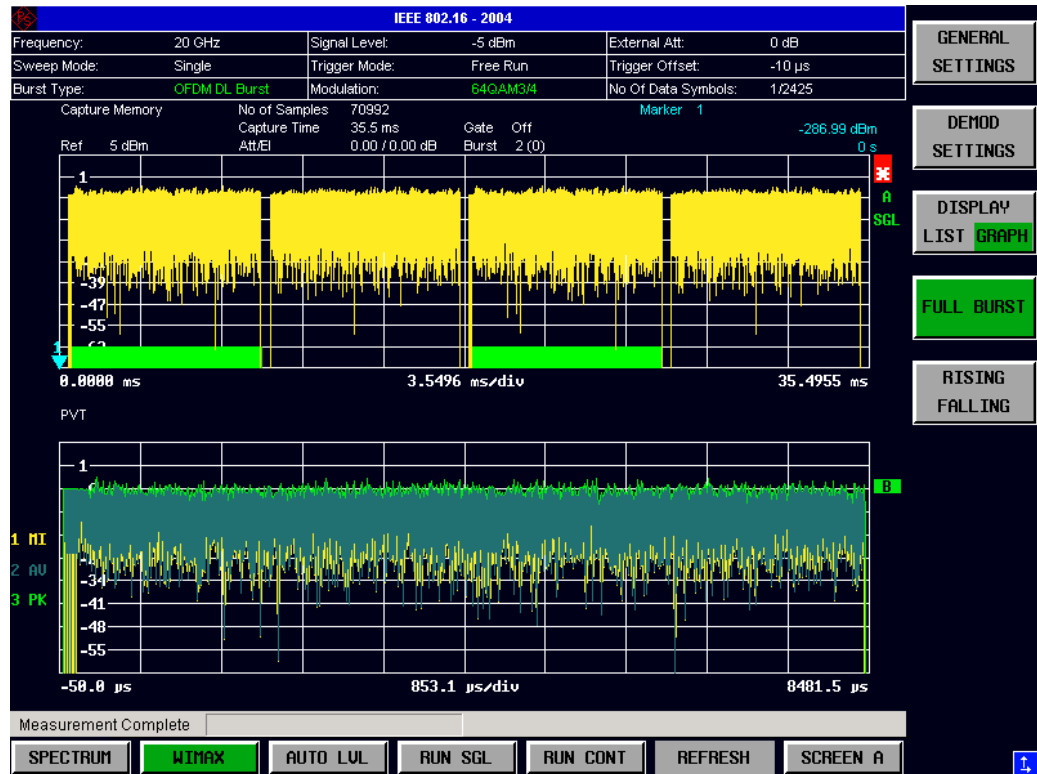 IEEE 802.16 - 2004
Frequency: 20 GHz Signal Level: -5 dBm External Att: 0 dB
Sweep Mode: Single Trigger Mode: Free Run Trigger Offset: -10 µs
Burst Type: OFDM DL Burst Modulation: 64QAM3/4 No Of Data Symbols: 1/2425
Capture Memory No of Samples 70992 Marker 1
Capture Time 35.5 ms Gate Off -286.99 dBm
Ref 5 dBm Att/El 0.00 / 0.00 dB Burst 2 (0) 0 s
1
A
SGL
-39
-47
-55
1
0.0000 ms 3.5496 ms/div 35.4955 ms
PVT
1
B
1 MI
2 AV
-34
3 PK
-41
-48
-55
-50.0 µs 853.1 µs/div 8481.5 µs
Measurement Complete
SPECTRUM WIMAX AUTO LVL RUN SGL RUN CONT REFRESH SCREEN A
GENERAL
SETTINGS
DEMOD
SETTINGS
DISPLAY
LIST GRAPH
FULL BURST
RISING
FALLING